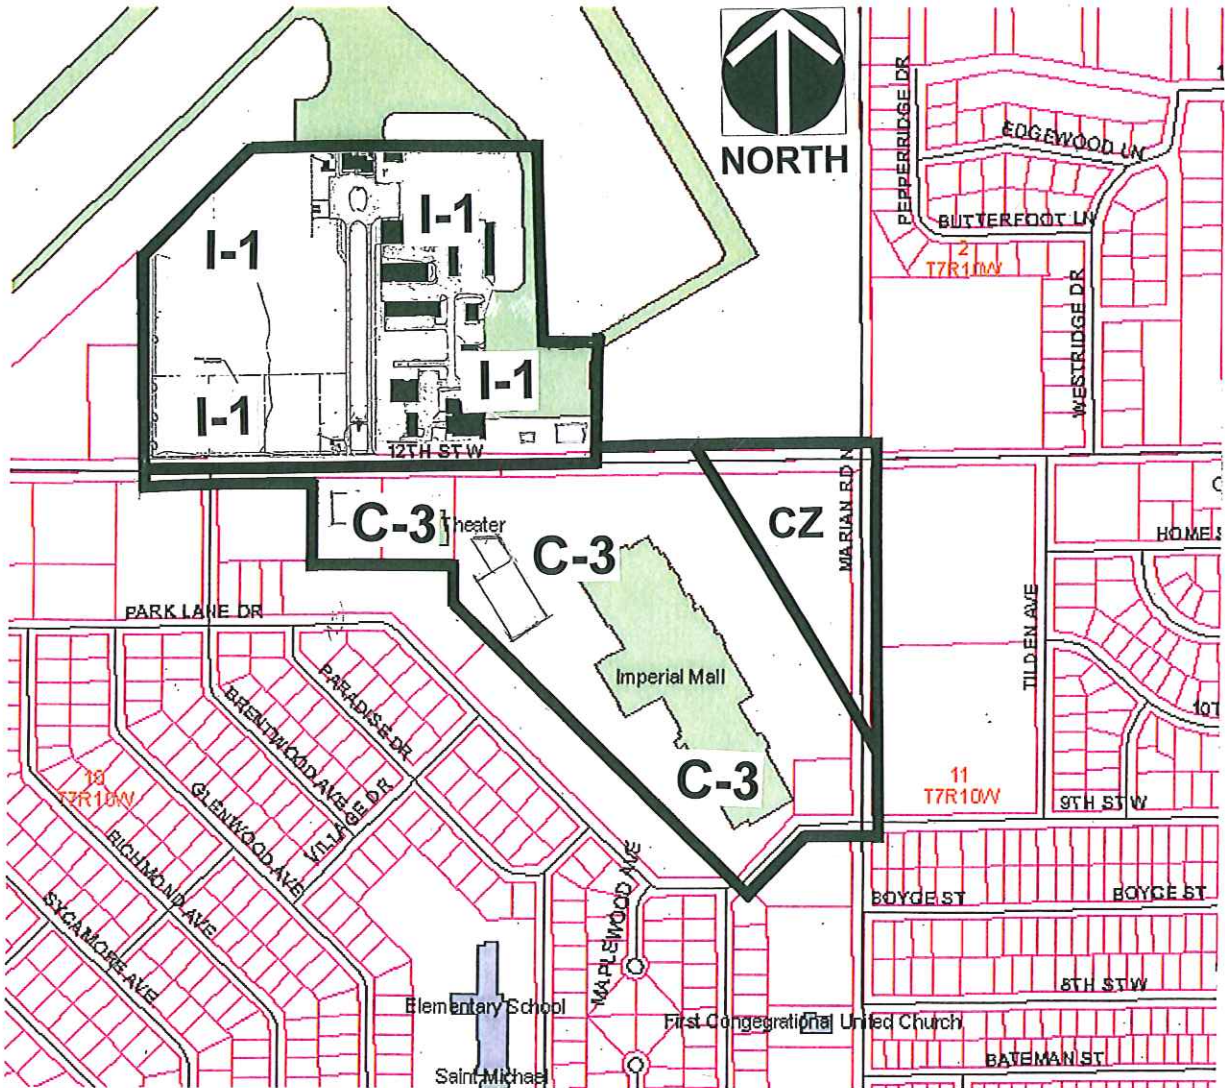 NORTH
PEPPERRIDGE DR
EDGEWOOD LN
BUTTERFOOT LN
2
T7R10W
WESTRIDGE DR
I-1
I-1
I-1
I-1
12TH ST W
MARIAN RD N
C-3
Theater
C-3
CZ
HOME S
PARK LANE DR
TILDEN AVE
Imperial Mall
PARADISE DR
BRENTWOOD AVE
10T
C-3
10
T7R10W
GLENWOOD AVE
VILLAGE DR
11
T7R10W
9TH ST W
RICHMOND AVE
SYCAMORE AVE
MAPLEWOOD AVE
BOYCE ST
BOYCE ST
8TH ST W
Elementary School
First Congegrational United Church
BATEMAN ST
Saint Michael